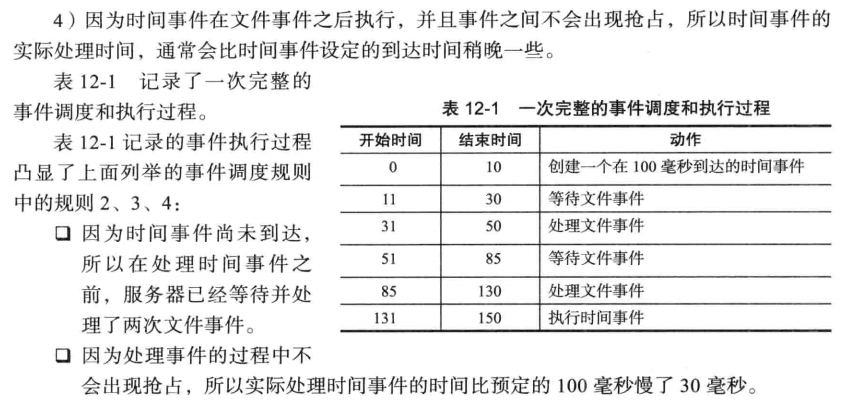 4）因为时间事件在文件事件之后执行，并且事件之间不会出现抢占，所以时间事件的
实际处理时间，通常会比时间事件设定的到达时间稍晚一些。
表 12-1 记录了一次完整的
事件调度和执行过程。
表 12-1 记录的事件执行过程
凸显了上面列举的事件调度规则
中的规则 2、3、4：
❑ 因为时间事件尚未到达，
所以在处理时间事件之
前，服务器已经等待并处
理了两次文件事件。
❑ 因为处理事件的过程中不
会出现抢占，所以实际处理时间事件的时间比预定的 100 毫秒慢了 30 毫秒。
表 12-1 一次完整的事件调度和执行过程
开始时间 结束时间 动作
0 10 创建一个在 100 毫秒到达的时间事件
11 30 等待文件事件
31 50 处理文件事件
51 85 等待文件事件
85 130 处理文件事件
131 150 执行时间事件